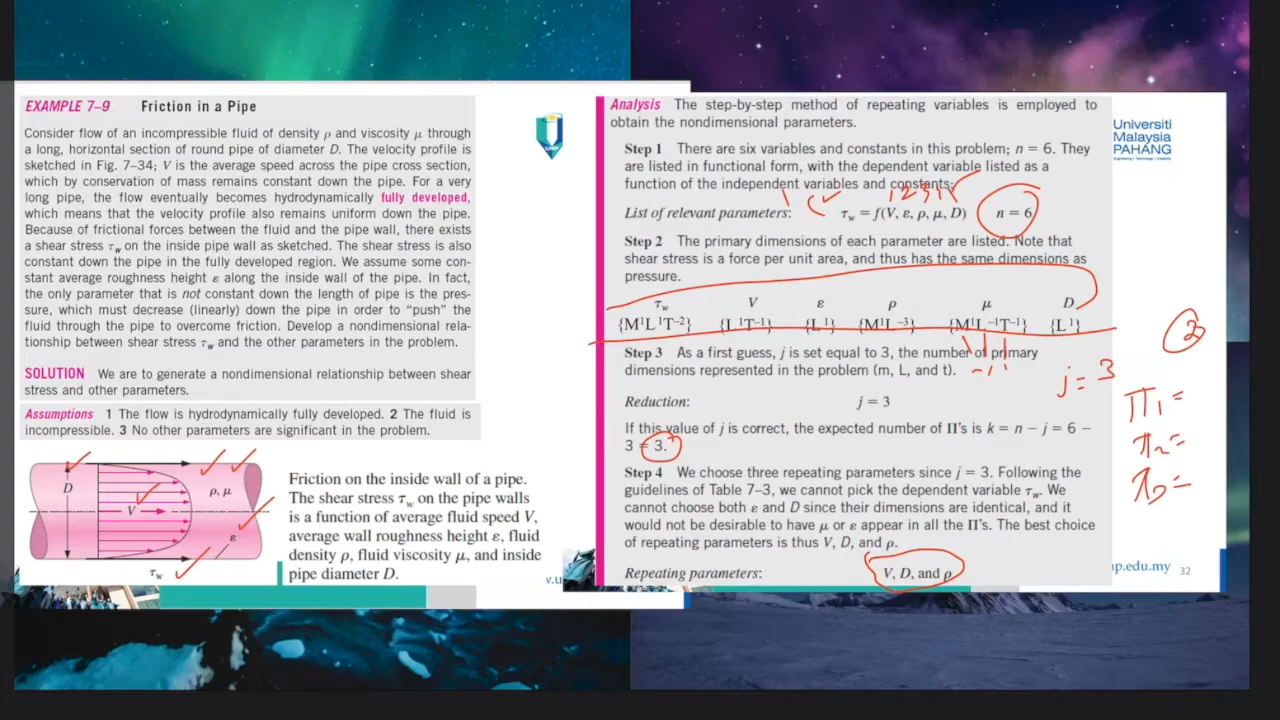 EXAMPLE 7–9 Friction in a Pipe
Consider flow of an incompressible fluid of density ρ and viscosity μ through
a long, horizontal section of round pipe of diameter D. The velocity profile is
sketched in Fig. 7–34; V is the average speed across the pipe cross section,
which by conservation of mass remains constant down the pipe. For a very
long pipe, the flow eventually becomes hydrodynamically fully developed,
which means that the velocity profile also remains uniform down the pipe.
Because of frictional forces between the fluid and the pipe wall, there exists
a shear stress τw on the inside pipe wall as sketched. The shear stress is also
constant down the pipe in the fully developed region. We assume some con-
stant average roughness height ε along the inside wall of the pipe. In fact,
the only parameter that is not constant down the length of pipe is the pres-
sure, which must decrease (linearly) down the pipe in order to “push” the
fluid through the pipe to overcome friction. Develop a nondimensional rela-
tionship between shear stress τw and the other parameters in the problem.
SOLUTION We are to generate a nondimensional relationship between shear
stress and other parameters.
Assumptions 1 The flow is hydrodynamically fully developed. 2 The fluid is
incompressible. 3 No other parameters are significant in the problem.
D
V
ρ, μ
ε
τw
Friction on the inside wall of a pipe.
The shear stress τw on the pipe walls
is a function of average fluid speed V,
average wall roughness height ε, fluid
density ρ, fluid viscosity μ, and inside
pipe diameter D.
UMP
Analysis The step-by-step method of repeating variables is employed to
obtain the nondimensional parameters.
Step 1 There are six variables and constants in this problem; n = 6. They
are listed in functional form, with the dependent variable listed as a
function of the independent variables and constants:
List of relevant parameters: τw = f(V, ε, ρ, μ, D) n = 6
Step 2 The primary dimensions of each parameter are listed. Note that
shear stress is a force per unit area, and thus has the same dimensions as
pressure.
τw V ε ρ μ D
{M¹L¹T⁻²} {L¹T⁻¹} {L¹} {M¹L⁻³} {M¹L⁻¹T⁻¹} {L¹}
Step 3 As a first guess, j is set equal to 3, the number of primary
dimensions represented in the problem (m, L, and t).
Reduction: j = 3
If this value of j is correct, the expected number of Π’s is k = n − j = 6 −
3 = 3.
Step 4 We choose three repeating parameters since j = 3. Following the
guidelines of Table 7–3, we cannot pick the dependent variable τw. We
cannot choose both ε and D since their dimensions are identical, and it
would not be desirable to have μ or ε appear in all the Π’s. The best choice
of repeating parameters is thus V, D, and ρ.
Repeating parameters: V, D, and ρ
Universiti
Malaysia
PAHANG
j = 3
π1 =
π2 =
π3 =
mp.edu.my 32